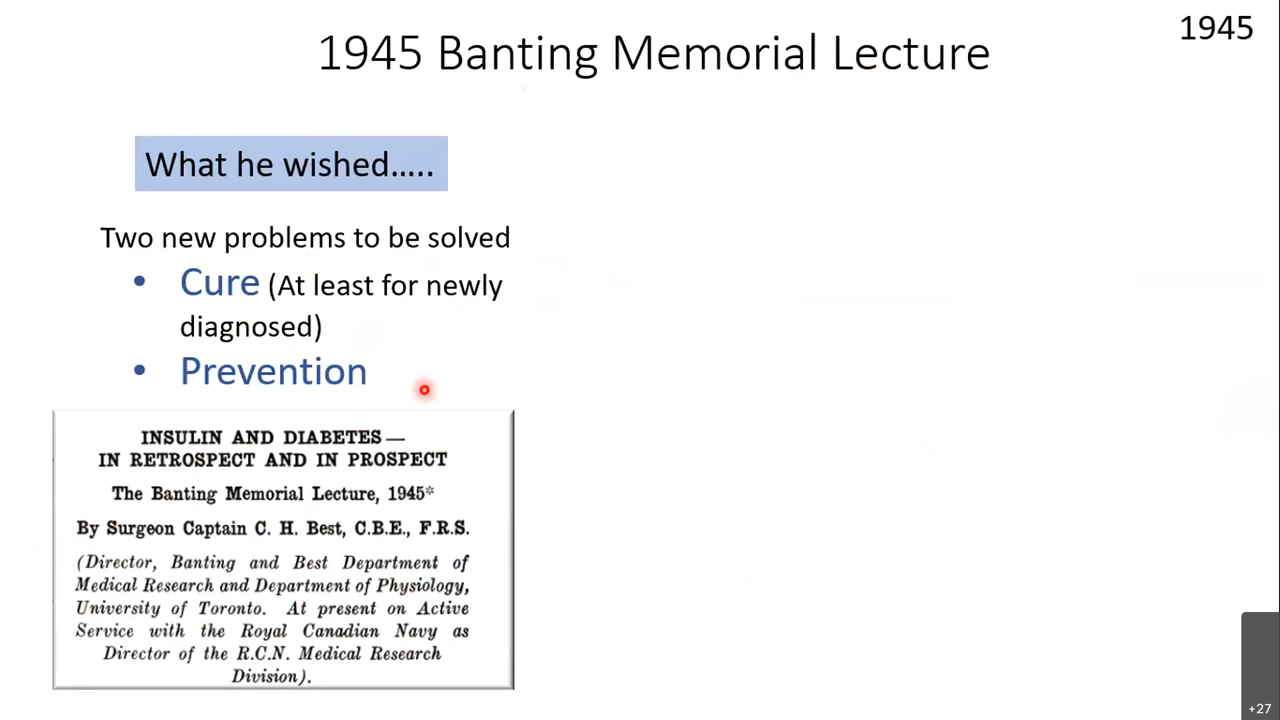 1945
1945 Banting Memorial Lecture
What he wished.....
Two new problems to be solved
• Cure (At least for newly
diagnosed)
• Prevention
INSULIN AND DIABETES —
IN RETROSPECT AND IN PROSPECT
The Banting Memorial Lecture, 1945*
By Surgeon Captain C. H. Best, C.B.E., F.R.S.
(Director, Banting and Best Department of
Medical Research and Department of Physiology,
University of Toronto. At present on Active
Service with the Royal Canadian Navy as
Director of the R.C.N. Medical Research
Division).
+27